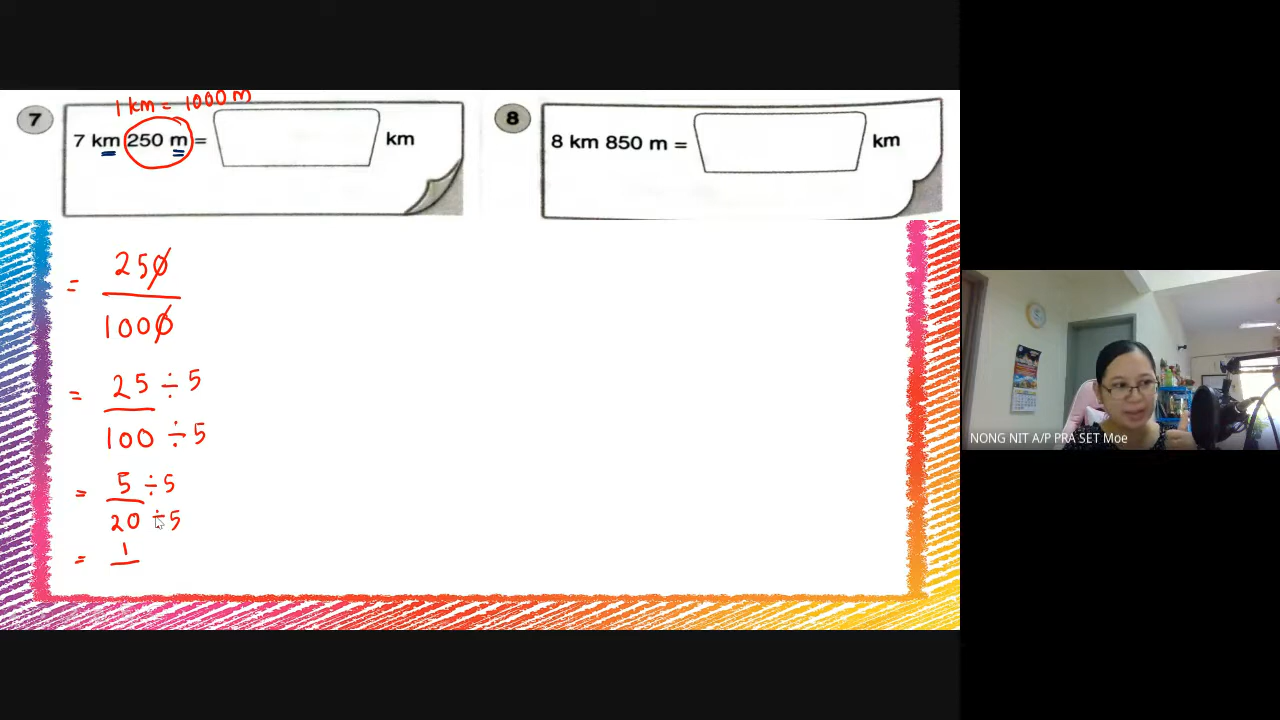 1 km = 1000 m
7
7 km 250 m =
km
8
8 km 850 m =
km
= 250
1000
= 25 ÷ 5
100 ÷ 5
= 5 ÷ 5
20 ÷ 5
= 1
NONG NIT A/P PRA SET Moe